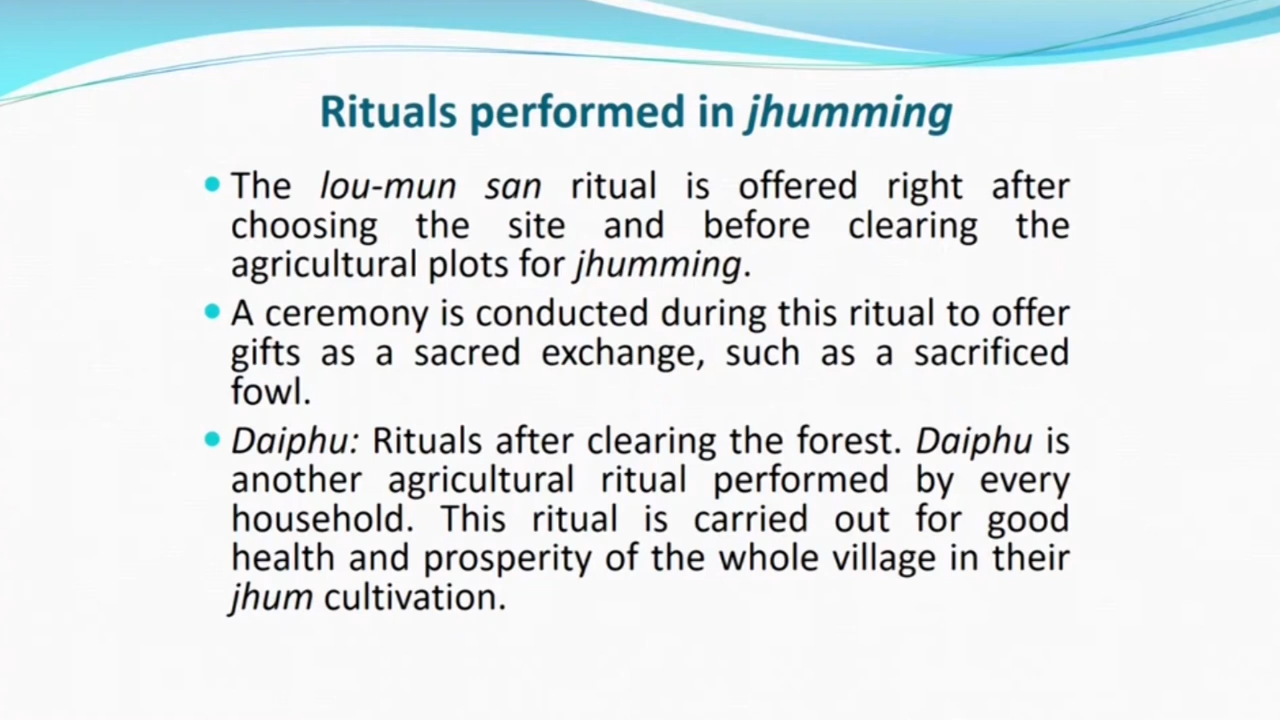 Rituals performed in jhumming
• The lou-mun san ritual is offered right after
choosing the site and before clearing the
agricultural plots for jhumming.
• A ceremony is conducted during this ritual to offer
gifts as a sacred exchange, such as a sacrificed
fowl.
• Daiphu: Rituals after clearing the forest. Daiphu is
another agricultural ritual performed by every
household. This ritual is carried out for good
health and prosperity of the whole village in their
jhum cultivation.